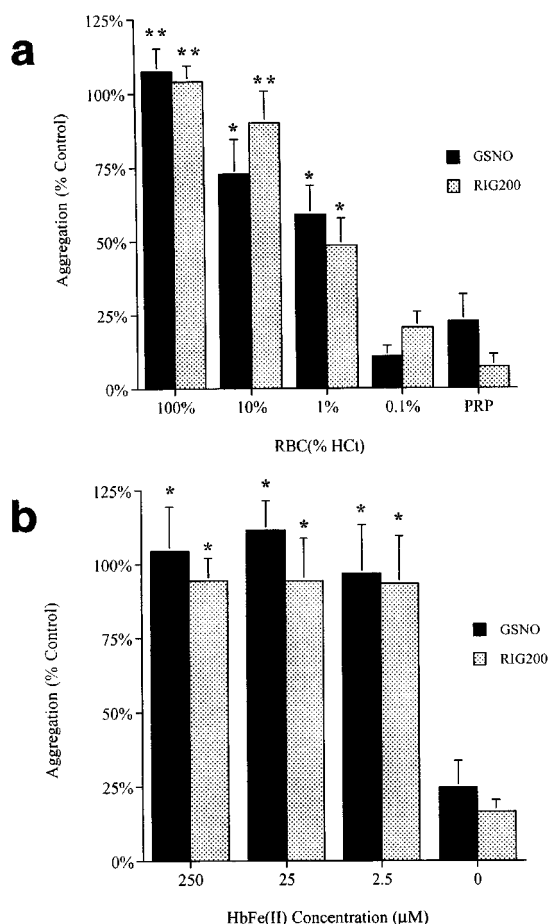 a
125%
100%
75%
50%
25%
0%
Aggregation (% Control)
** ** * ** * *
GSNO
RIG200
100% 10% 1% 0.1% PRP
RBC(% HCt)
b
125%
100%
75%
50%
25%
0%
Aggregation (% Control)
* * * * * *
GSNO
RIG200
250 25 2.5 0
HbFe(II) Concentration (µM)